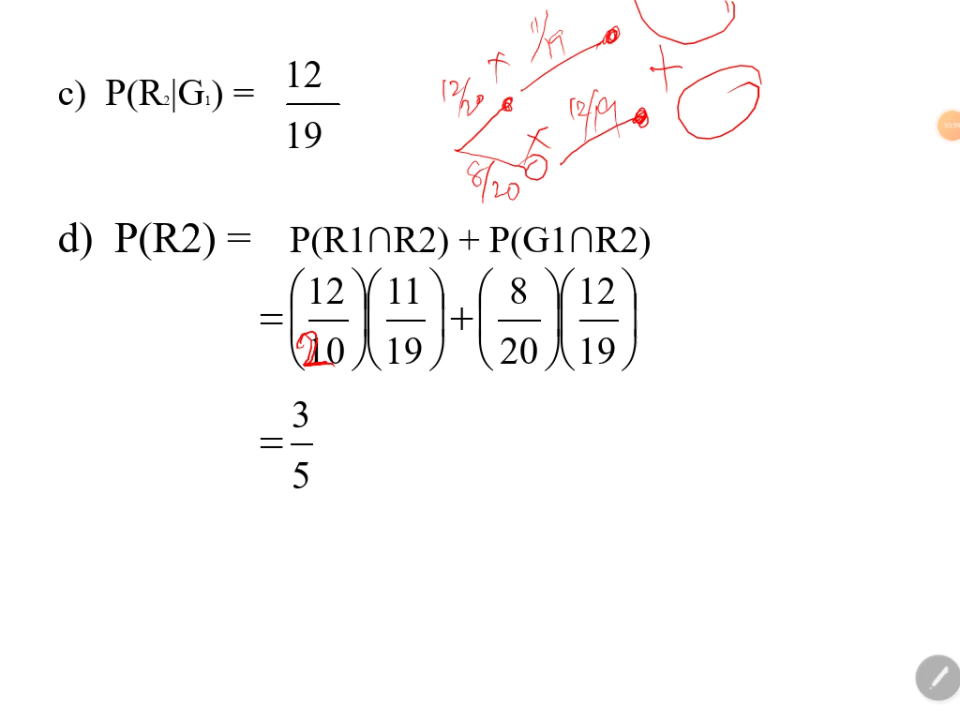 11/19
12/20 ×
12/19 +
×
8/20
c) P(R₂|G₁) = 12/19
d) P(R2) = P(R1∩R2) + P(G1∩R2)
= (12/20)(11/19) + (8/20)(12/19)
= 3/5